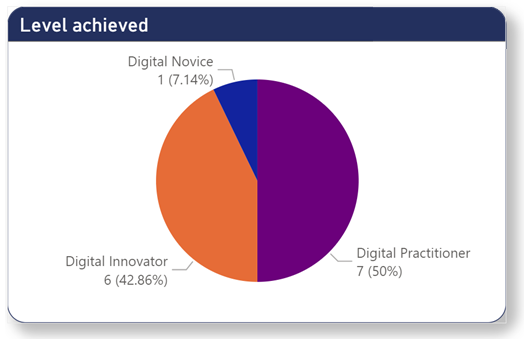 Level achieved
Digital Novice
1 (7.14%)
Digital Innovator
6 (42.86%)
Digital Practitioner
7 (50%)